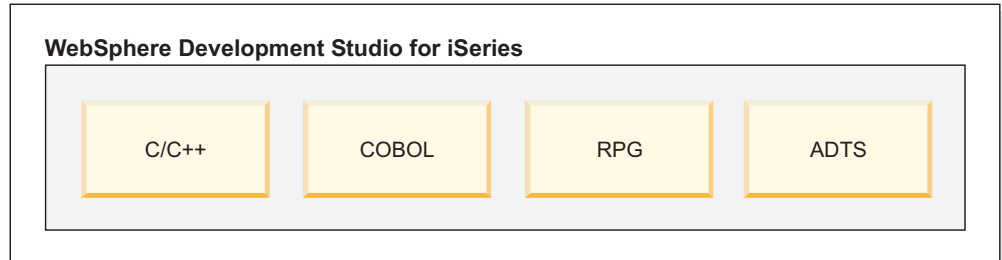 WebSphere Development Studio for iSeries
C/C++ COBOL RPG ADTS